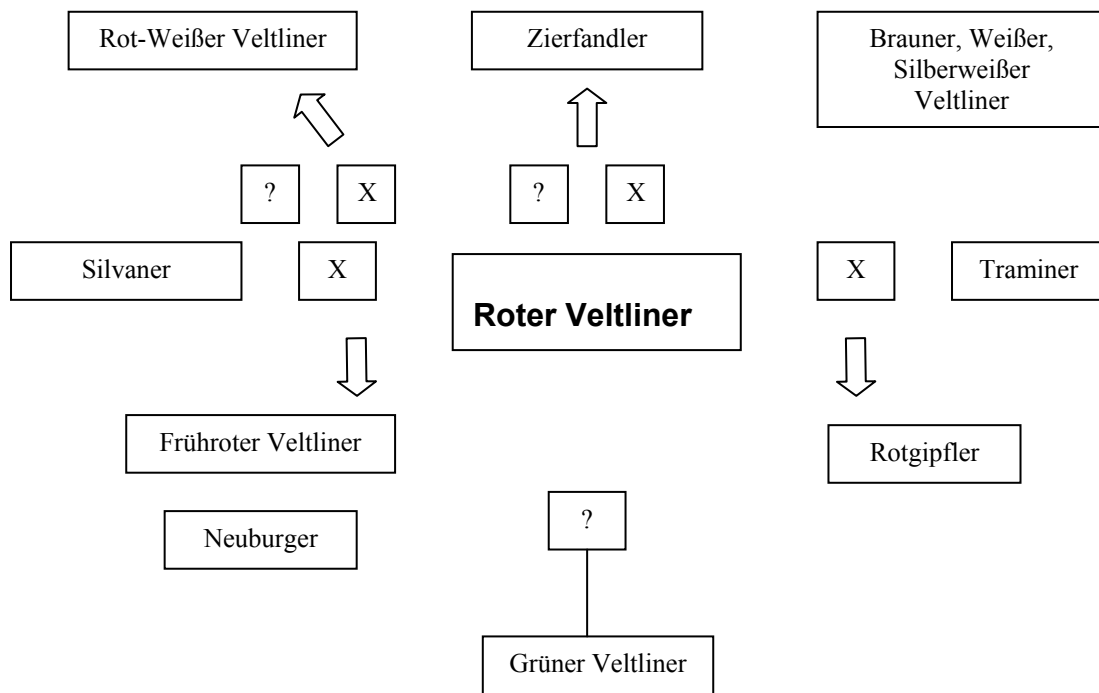 Rot-Weißer Veltliner
Zierfandler
Brauner, Weißer,
Silberweißer
Veltliner
?
X
?
X
Silvaner
X
Roter Veltliner
X
Traminer
Frühroter Veltliner
Rotgipfler
?
Neuburger
Grüner Veltliner